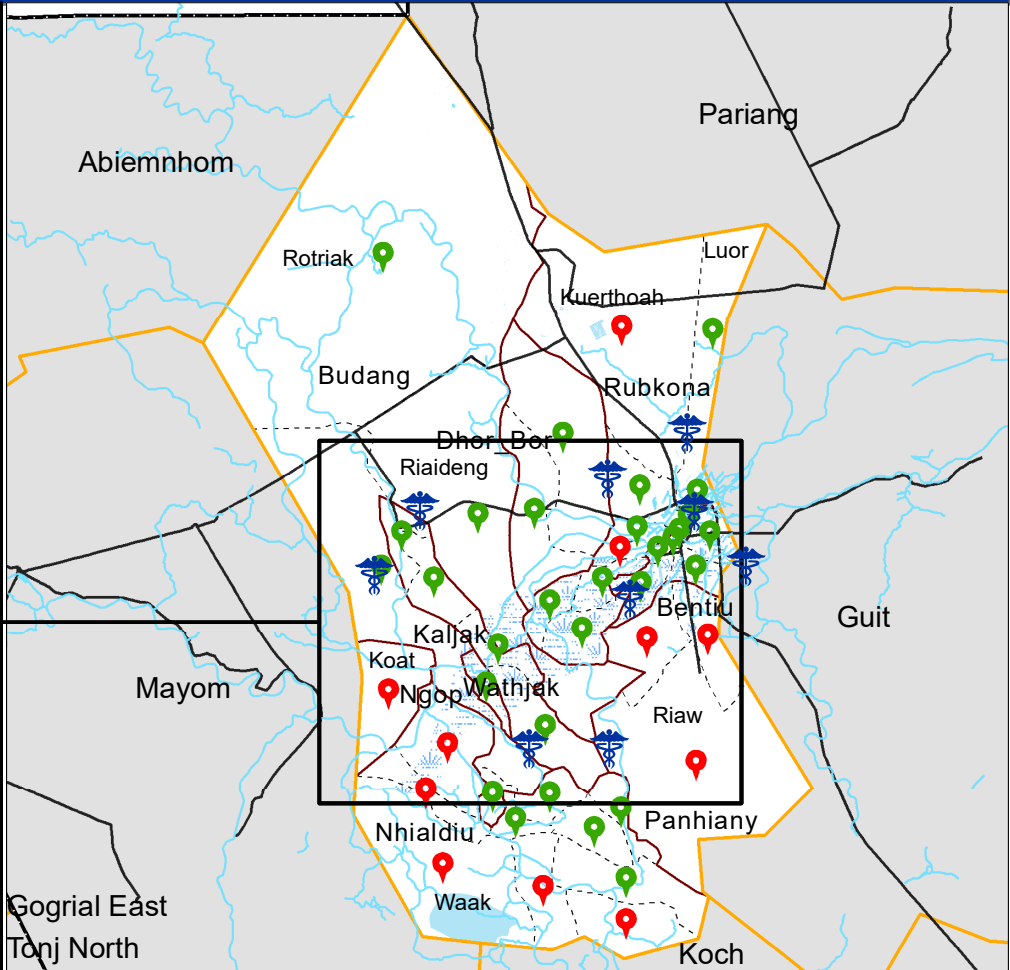 Pariang
Abiemnhom
Luor
Rotriak
Kuerthoah
Budang
Rubkona
Dhor_Bor
Riaideng
Bentiu
Guit
Kaljak
Koat
Mayom
Ngop
Wathjak
Riaw
Panhiany
Nhialdiu
Waak
Gogrial East
Tonj North
Koch